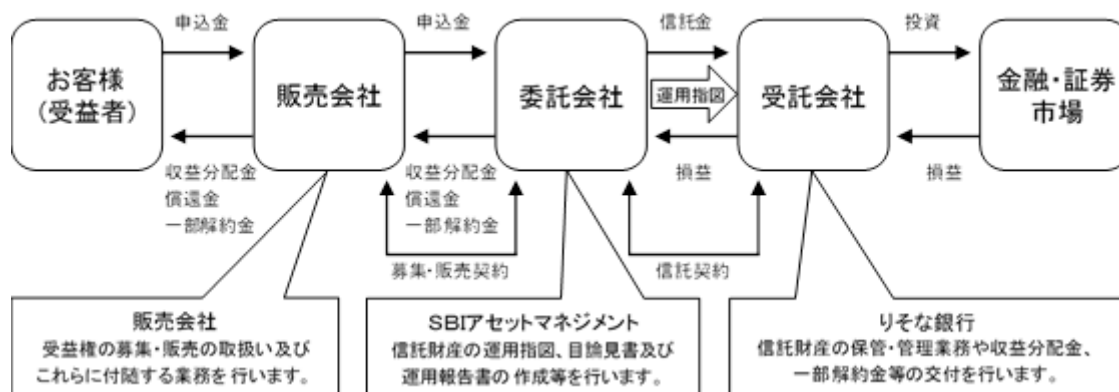 申込金
申込金
信託金
投資
お客様
(受益者)
販売会社
委託会社
運用指図
受託会社
金融・証券
市場
収益分配金
償還金
一部解約金
収益分配金
償還金
一部解約金
損益
損益
募集・販売契約
信託契約
販売会社
受益権の募集・販売の取扱い及び
これらに付随する業務を行います。
SBIアセットマネジメント
信託財産の運用指図、目論見書及び
運用報告書の作成等を行います。
りそな銀行
信託財産の保管・管理業務や収益分配金、
一部解約金等の交付を行います。